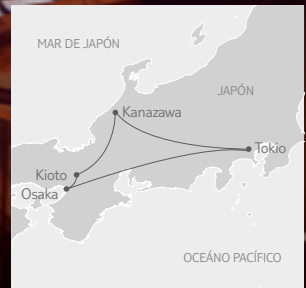 MAR DE JAPÓN
JAPÓN
Kanazawa
Tokio
Kioto
Osaka
OCEÁNO PACÍFICO